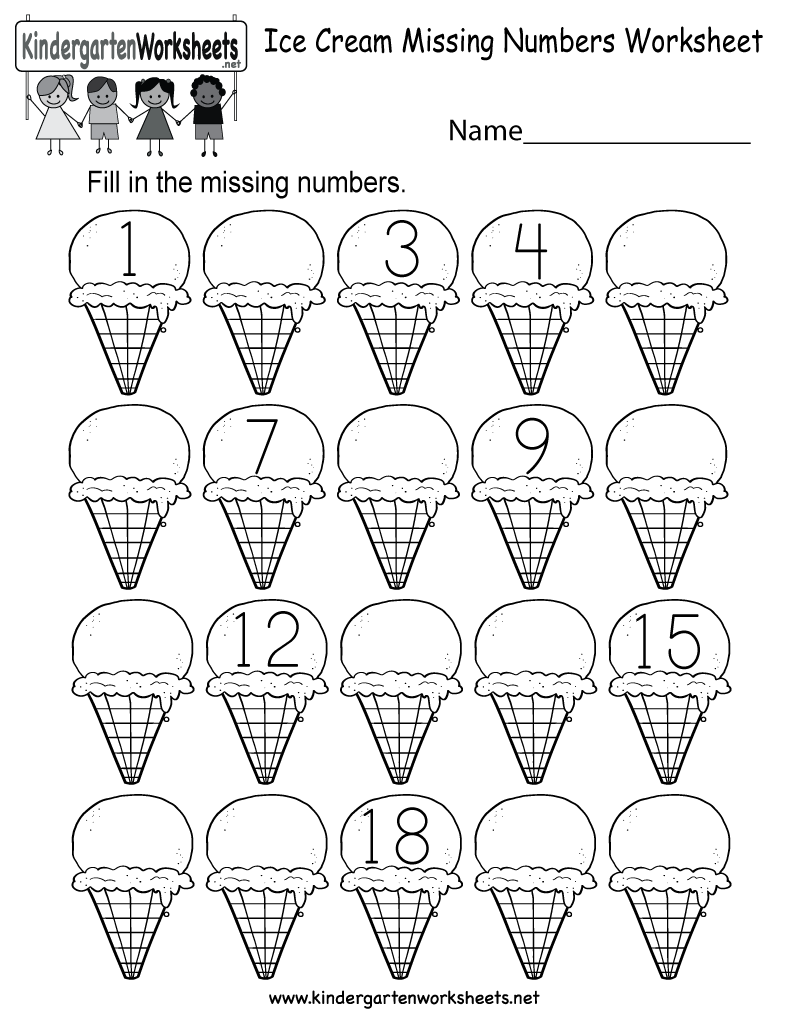 KindergartenWorksheets
.net
Ice Cream Missing Numbers Worksheet
Name_______________
Fill in the missing numbers.
1 3 4
7 9
12 15
18
www.kindergartenworksheets.net